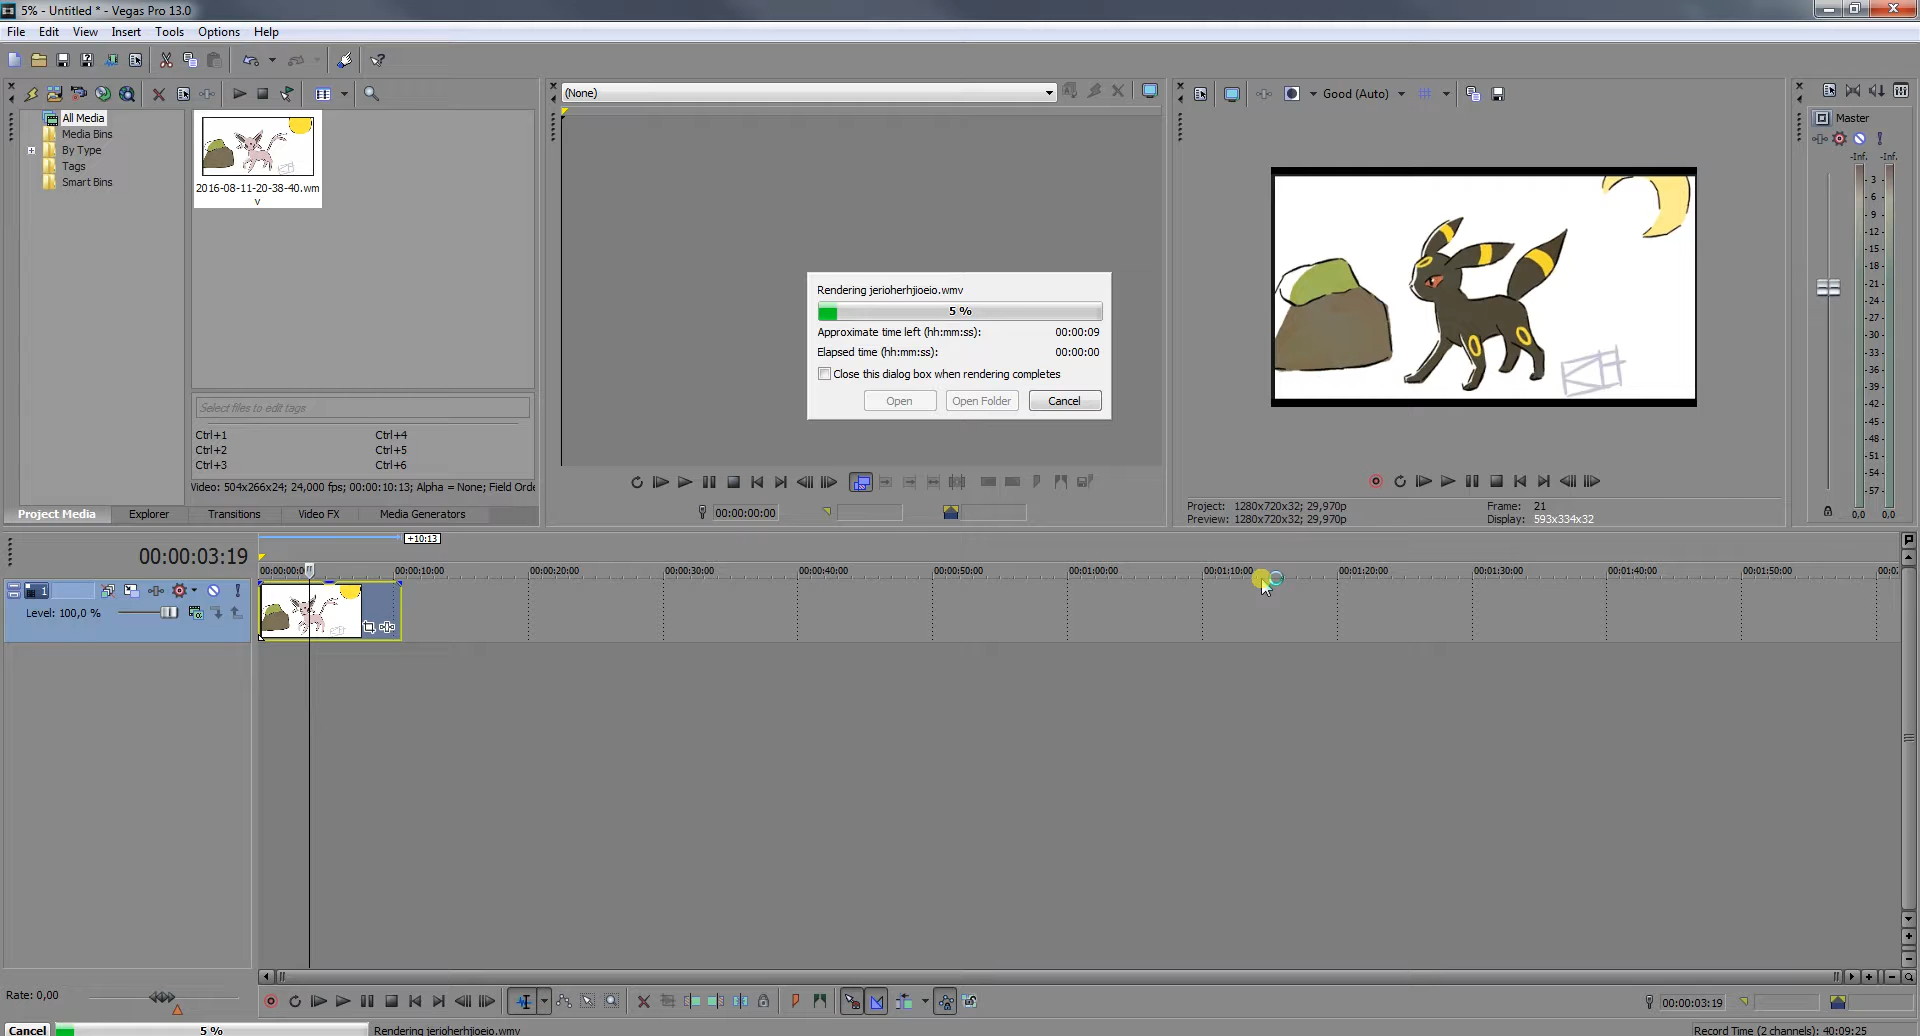 5% - Untitled * - Vegas Pro 13.0
File Edit View Insert Tools Options Help
(None)
Good (Auto)
All Media
Media Bins
By Type
Tags
Smart Bins
2016-08-11-20-38-40.wm
v
Master
-Inf. -Inf.
3
6
9
12
15
18
21
24
27
30
33
36
39
42
45
48
51
54
57
0,0 0,0
Rendering jerioherhjioeio.wmv
5 %
Approximate time left (hh:mm:ss): 00:00:09
Elapsed time (hh:mm:ss): 00:00:00
Close this dialog box when rendering completes
Open Open Folder Cancel
Select files to edit tags
Ctrl+1 Ctrl+4
Ctrl+2 Ctrl+5
Ctrl+3 Ctrl+6
Video: 504x266x24; 24,000 fps; 00:00:10:13; Alpha = None; Field Orde
Project Media Explorer Transitions Video FX Media Generators
00:00:00:00
Project: 1280x720x32; 29,970p Frame: 21
Preview: 1280x720x32; 29,970p Display: 593x334x32
+10:13
00:00:03:19
00:00:10:00 00:00:20:00 00:00:30:00 00:00:40:00 00:00:50:00 00:01:00:00 00:01:10:00 00:01:20:00 00:01:30:00 00:01:40:00 00:01:50:00
1
Level: 100,0 %
Rate: 0,00
00:00:03:19
Cancel 5 % Rendering jerioherhjioeio.wmv Record Time (2 channels): 40:09:25